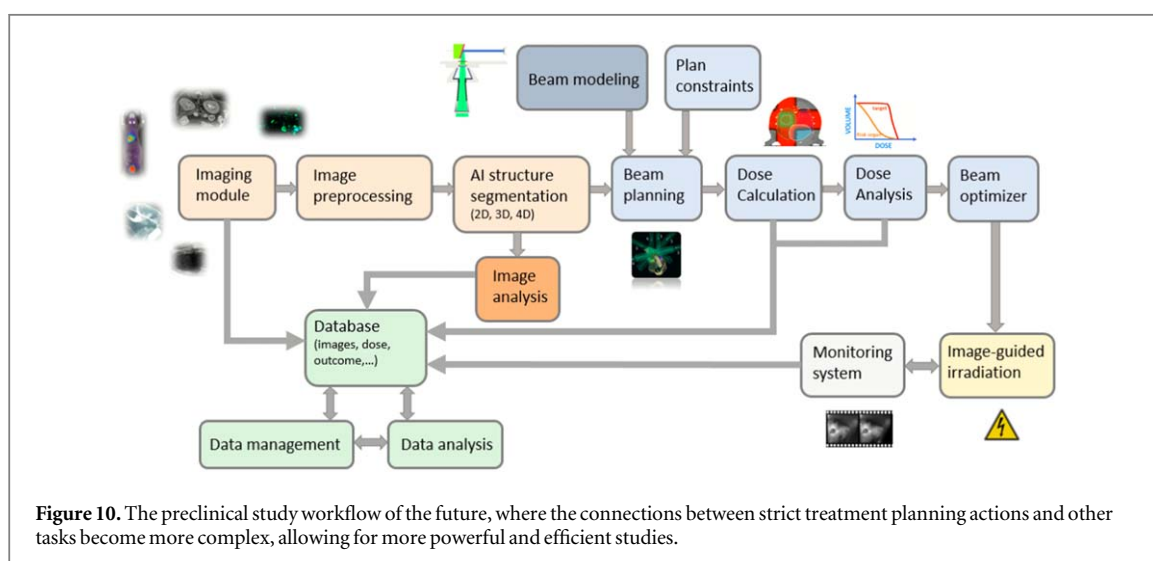 Beam modeling
Plan
constraints
Imaging
module
Image
preprocessing
AI structure
segmentation
(2D, 3D, 4D)
Beam
planning
Dose
Calculation
Dose
Analysis
Beam
optimizer
VOLUME
DOSE
target
Image
analysis
Database
(images, dose,
outcome,...)
Monitoring
system
Image-guided
irradiation
Data management
Data analysis
Figure 10. The preclinical study workflow of the future, where the connections between strict treatment planning actions and other
tasks become more complex, allowing for more powerful and efficient studies.